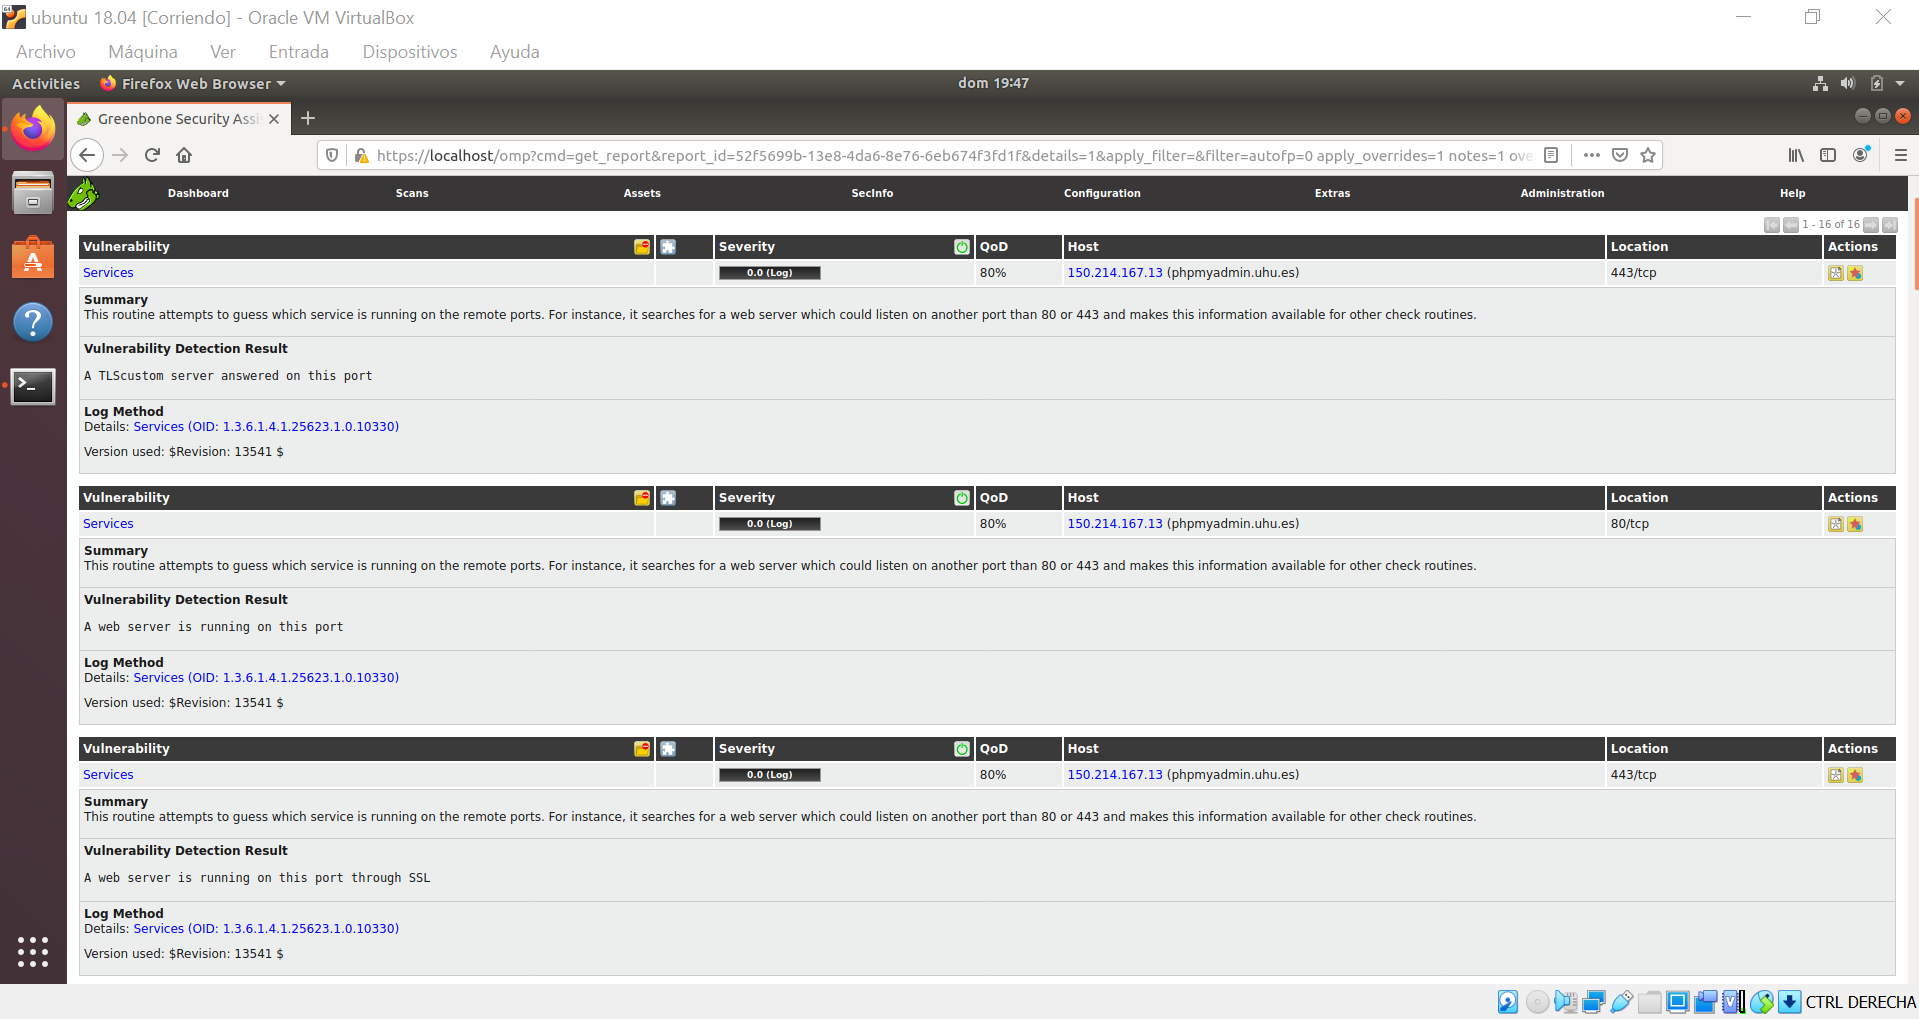 ubuntu 18.04 [Corriendo] - Oracle VM VirtualBox
Archivo Máquina Ver Entrada Dispositivos Ayuda
Activities Firefox Web Browser dom 19:47
Greenbone Security Assi
https://localhost/omp?cmd=get_report&report_id=52f5699b-13e8-4da6-8e76-6eb674f3fd1f&details=1&apply_filter=&filter=autofp=0 apply_overrides=1 notes=1 ove
Dashboard Scans Assets SecInfo Configuration Extras Administration Help
1 - 16 of 16
Vulnerability Severity QoD Host Location Actions
Services 0.0 (Log) 80% 150.214.167.13 (phpmyadmin.uhu.es) 443/tcp
Summary
This routine attempts to guess which service is running on the remote ports. For instance, it searches for a web server which could listen on another port than 80 or 443 and makes this information available for other check routines.
Vulnerability Detection Result
A TLScustom server answered on this port
Log Method
Details: Services (OID: 1.3.6.1.4.1.25623.1.0.10330)
Version used: $Revision: 13541 $
Vulnerability Severity QoD Host Location Actions
Services 0.0 (Log) 80% 150.214.167.13 (phpmyadmin.uhu.es) 80/tcp
Summary
This routine attempts to guess which service is running on the remote ports. For instance, it searches for a web server which could listen on another port than 80 or 443 and makes this information available for other check routines.
Vulnerability Detection Result
A web server is running on this port
Log Method
Details: Services (OID: 1.3.6.1.4.1.25623.1.0.10330)
Version used: $Revision: 13541 $
Vulnerability Severity QoD Host Location Actions
Services 0.0 (Log) 80% 150.214.167.13 (phpmyadmin.uhu.es) 443/tcp
Summary
This routine attempts to guess which service is running on the remote ports. For instance, it searches for a web server which could listen on another port than 80 or 443 and makes this information available for other check routines.
Vulnerability Detection Result
A web server is running on this port through SSL
Log Method
Details: Services (OID: 1.3.6.1.4.1.25623.1.0.10330)
Version used: $Revision: 13541 $
CTRL DERECHA